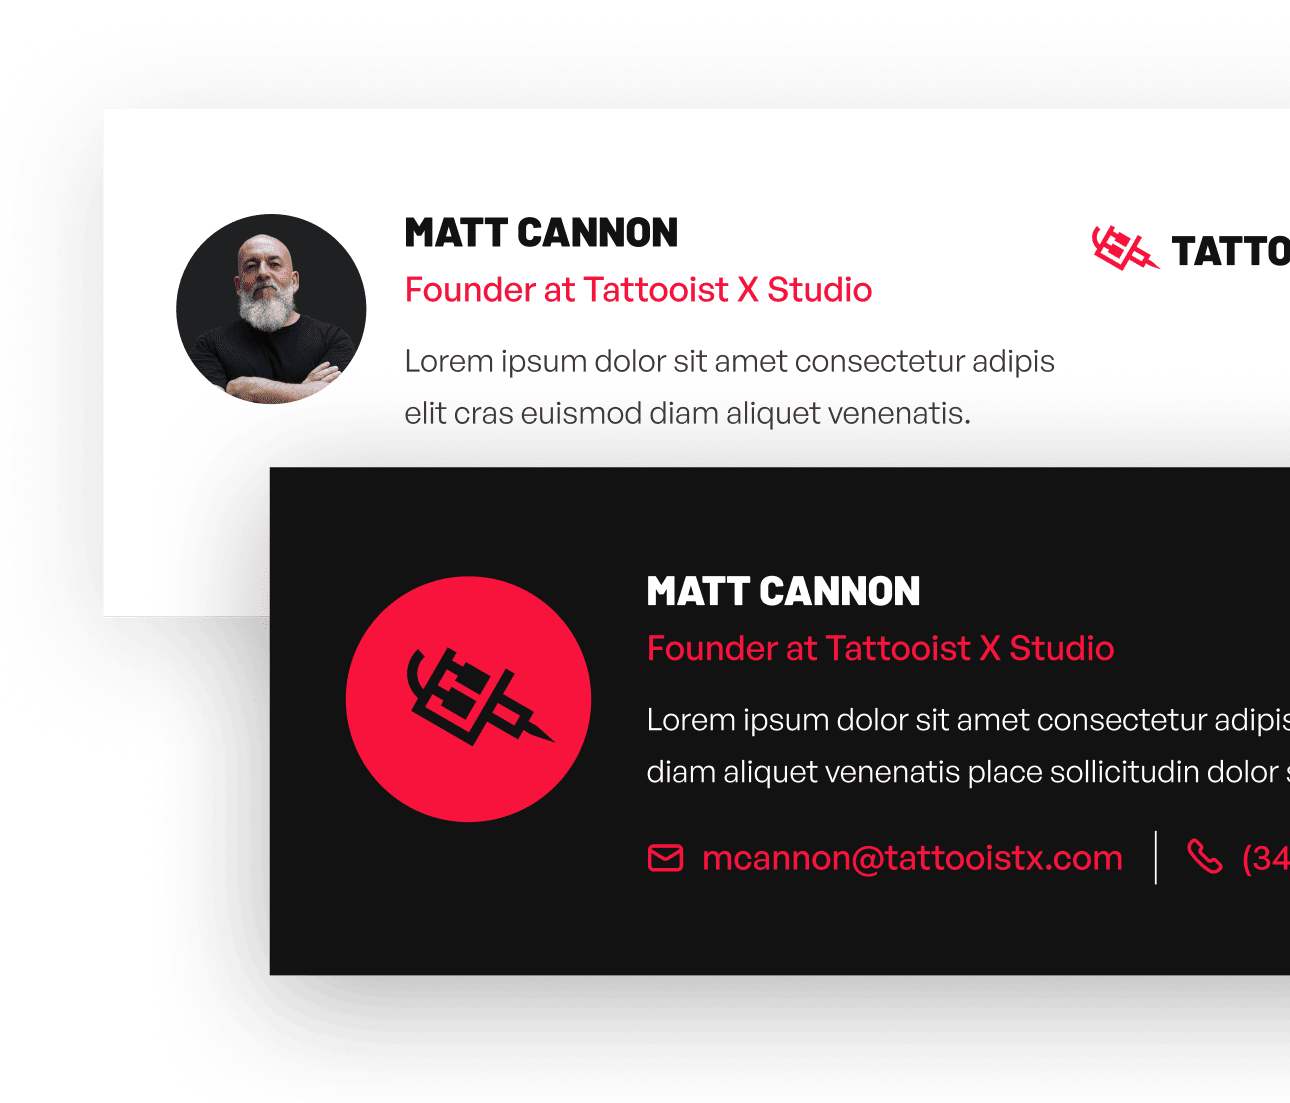 MATT CANNON
Founder at Tattooist X Studio
Lorem ipsum dolor sit amet consectetur adipis
elit cras euismod diam aliquet venenatis.
TATTO
MATT CANNON
Founder at Tattooist X Studio
Lorem ipsum dolor sit amet consectetur adipis
diam aliquet venenatis place sollicitudin dolor s
mcannon@tattooistx.com
(34